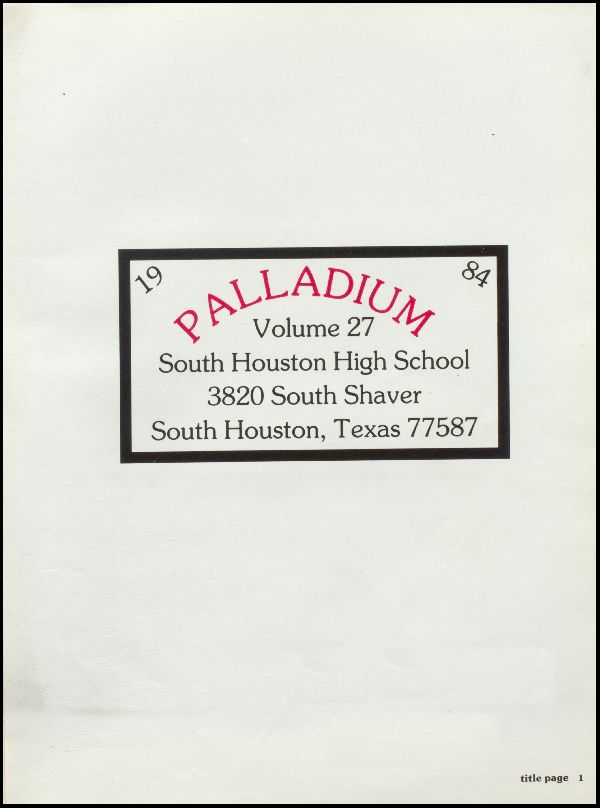 19 84
PALLADIUM
Volume 27
South Houston High School
3820 South Shaver
South Houston, Texas 77587
title page 1